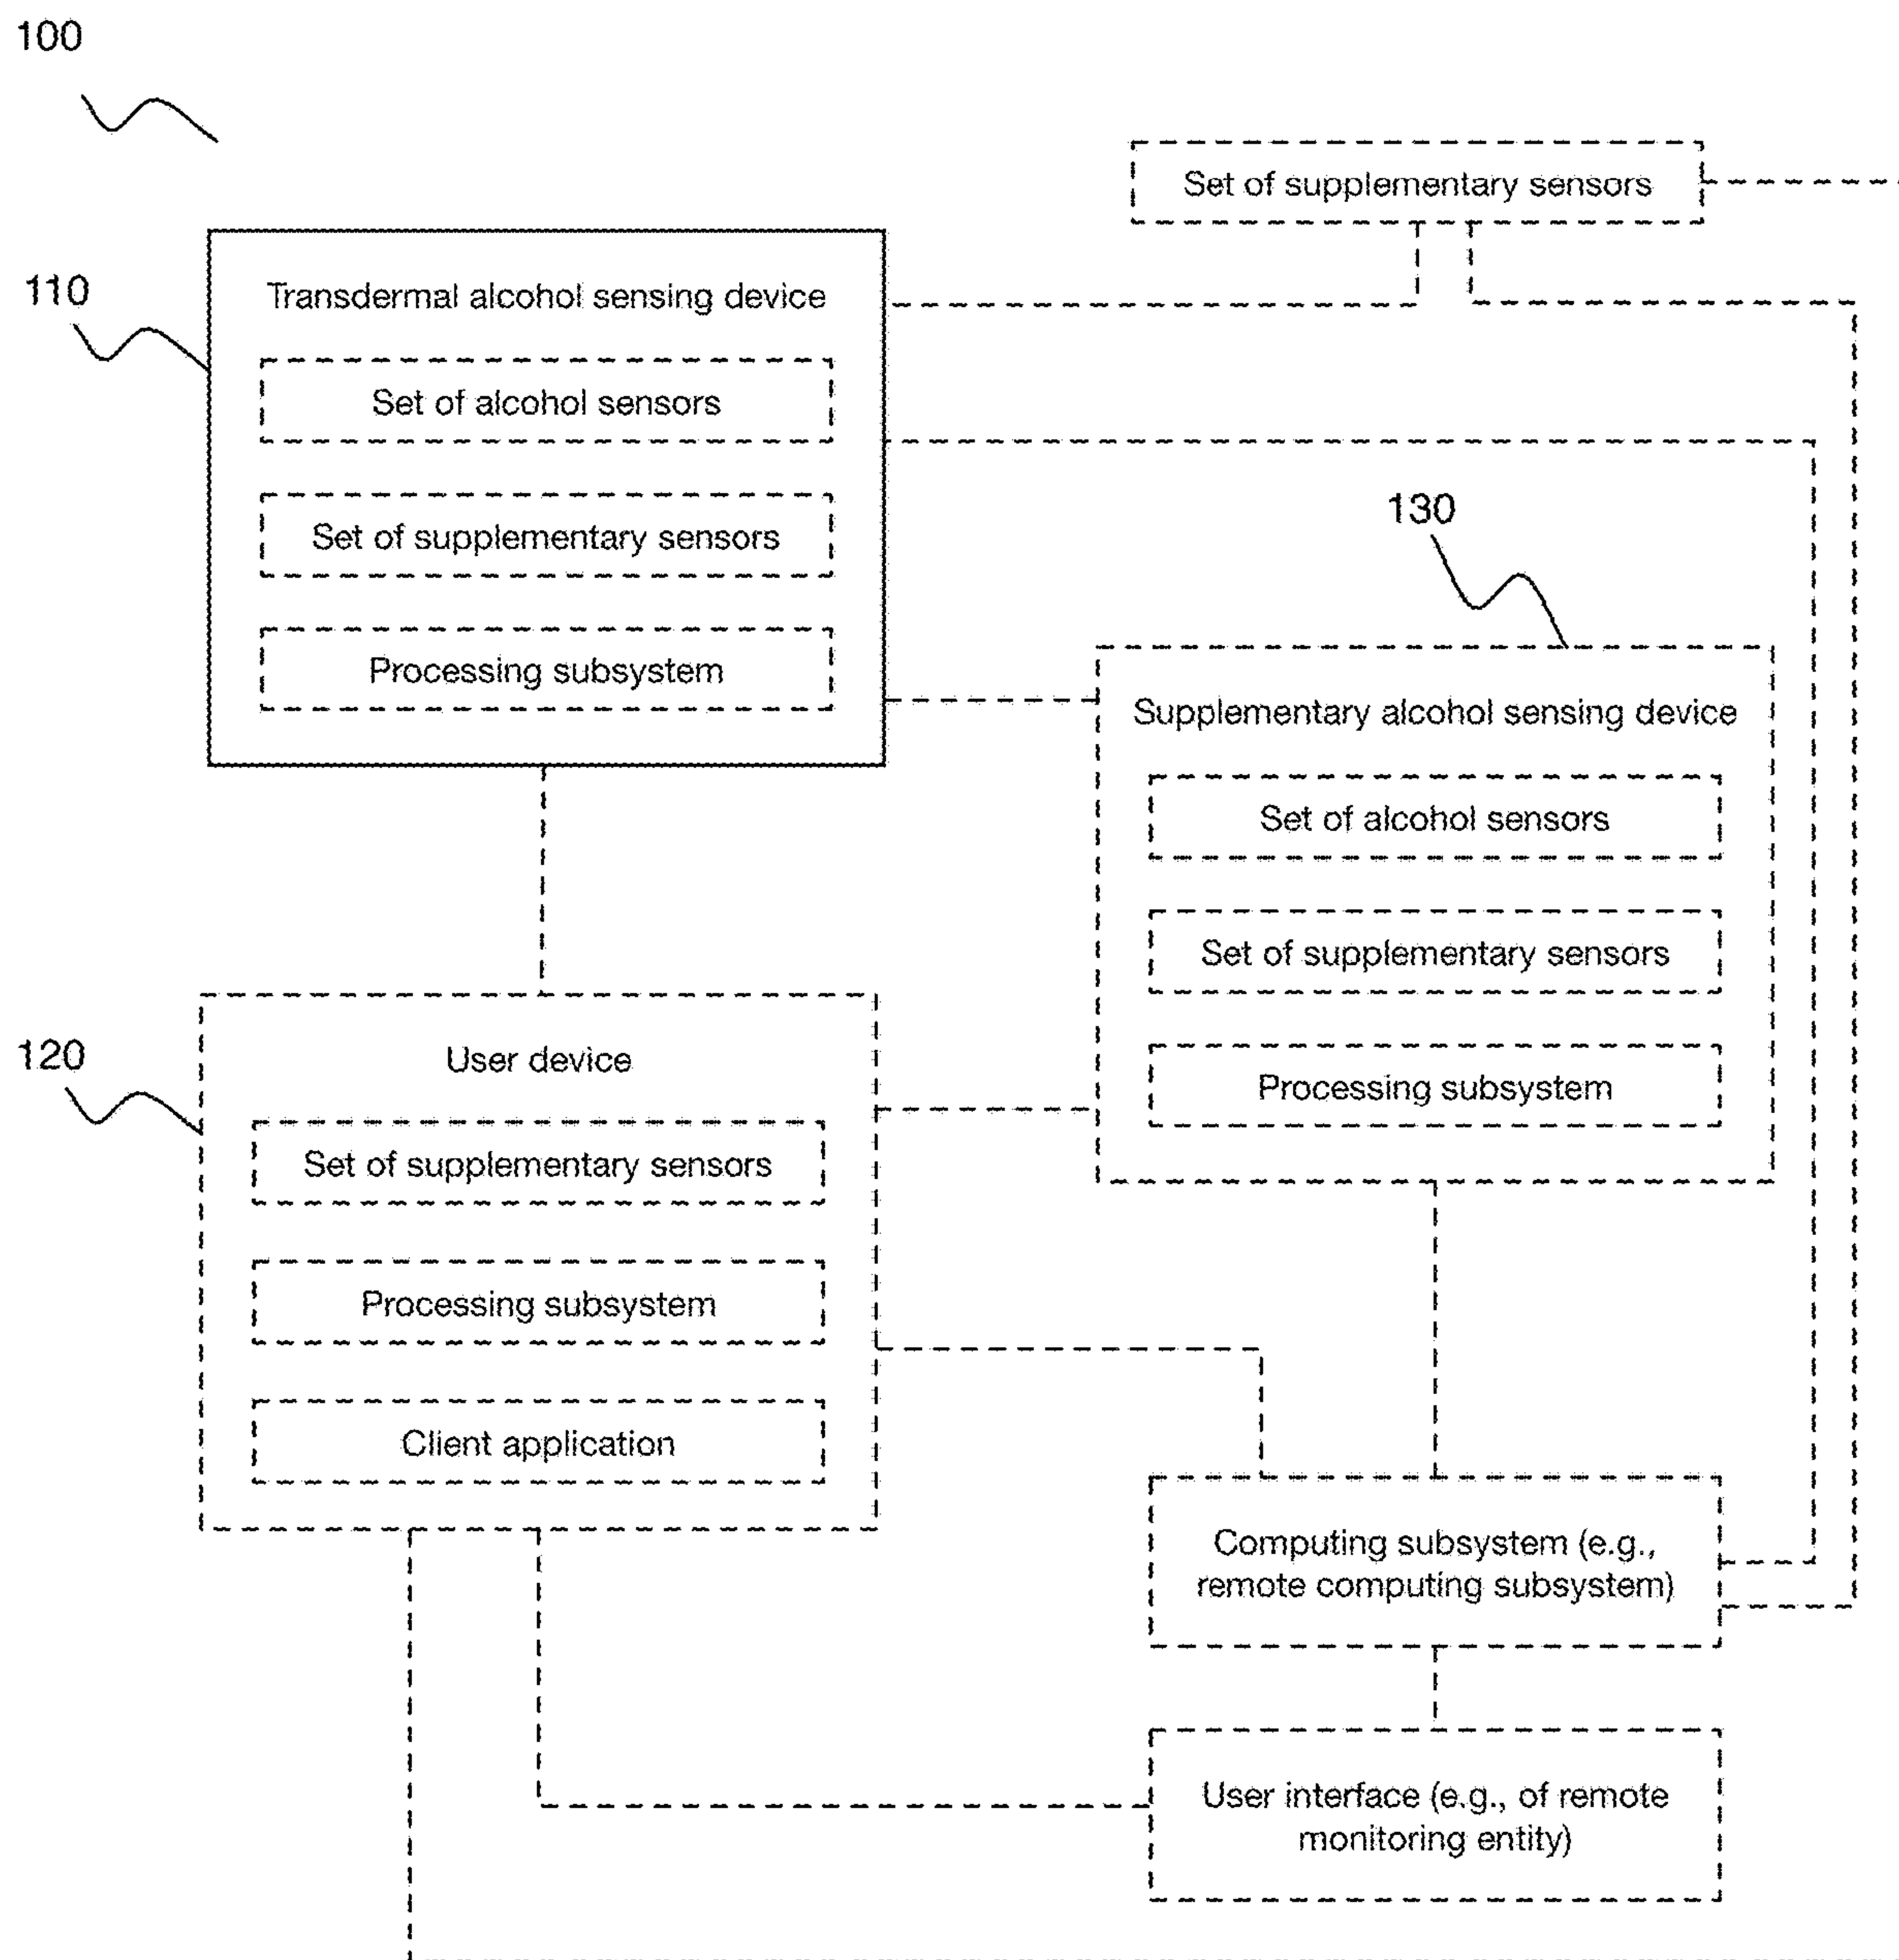 100
Set of supplementary sensors
110
Transdermal alcohol sensing device
Set of alcohol sensors
Set of supplementary sensors
Processing subsystem
130
Supplementary alcohol sensing device
Set of alcohol sensors
Set of supplementary sensors
Processing subsystem
120
User device
Set of supplementary sensors
Processing subsystem
Client application
Computing subsystem (e.g.,
remote computing subsystem)
User interface (e.g., of remote
monitoring entity)